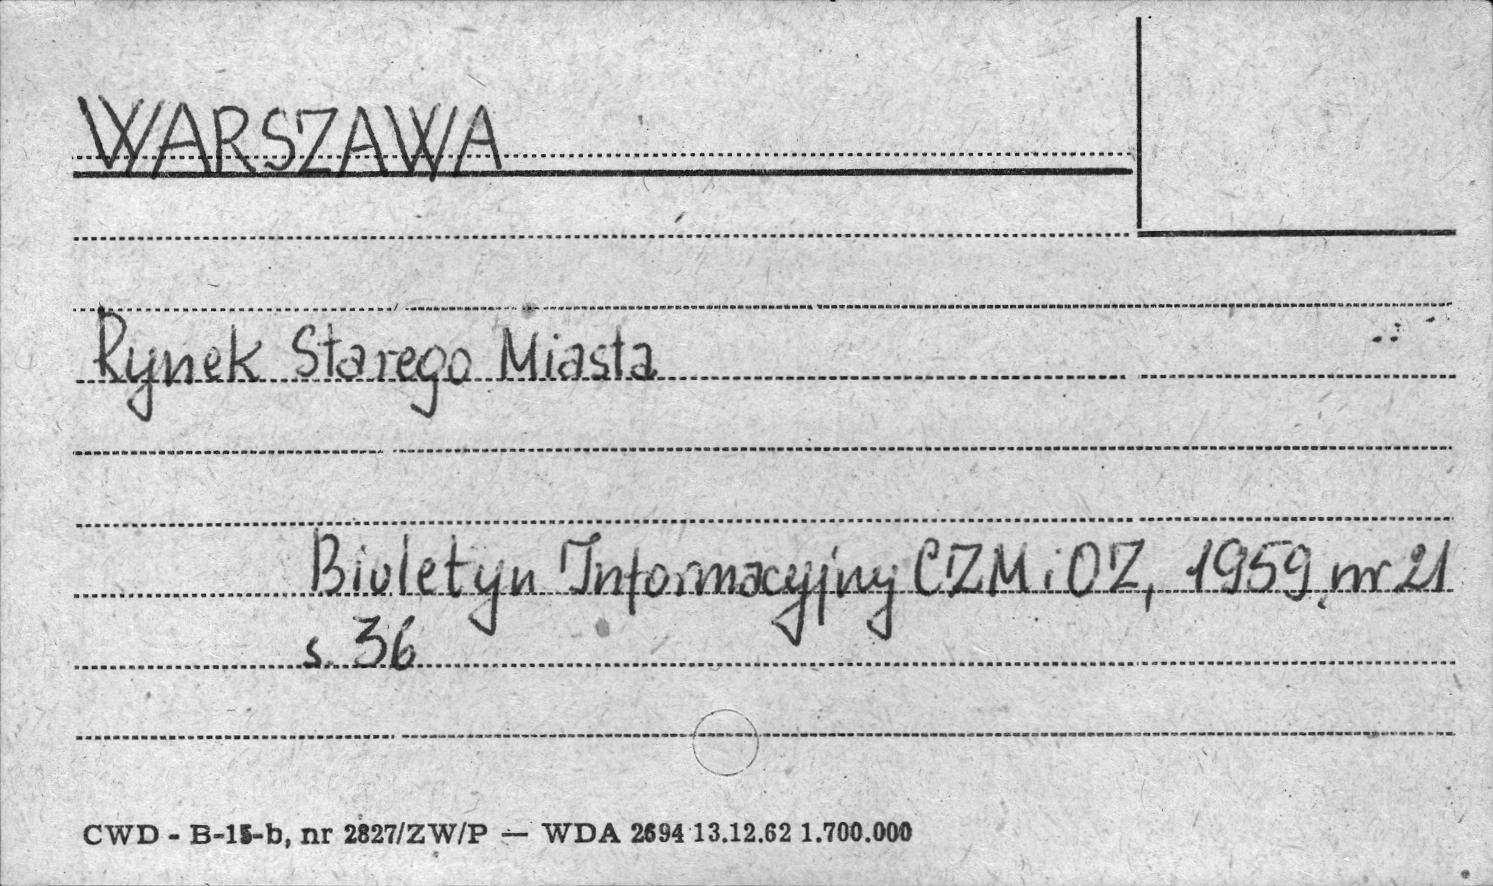 WARSZAWA
Rynek Starego Miasta
Biuletyn Informacyjny CZM i OZ, 1959, nr 21
s. 36
CWD - B-15-b, nr 2827/ZW/P — WDA 2694 13.12.62 1.700.000